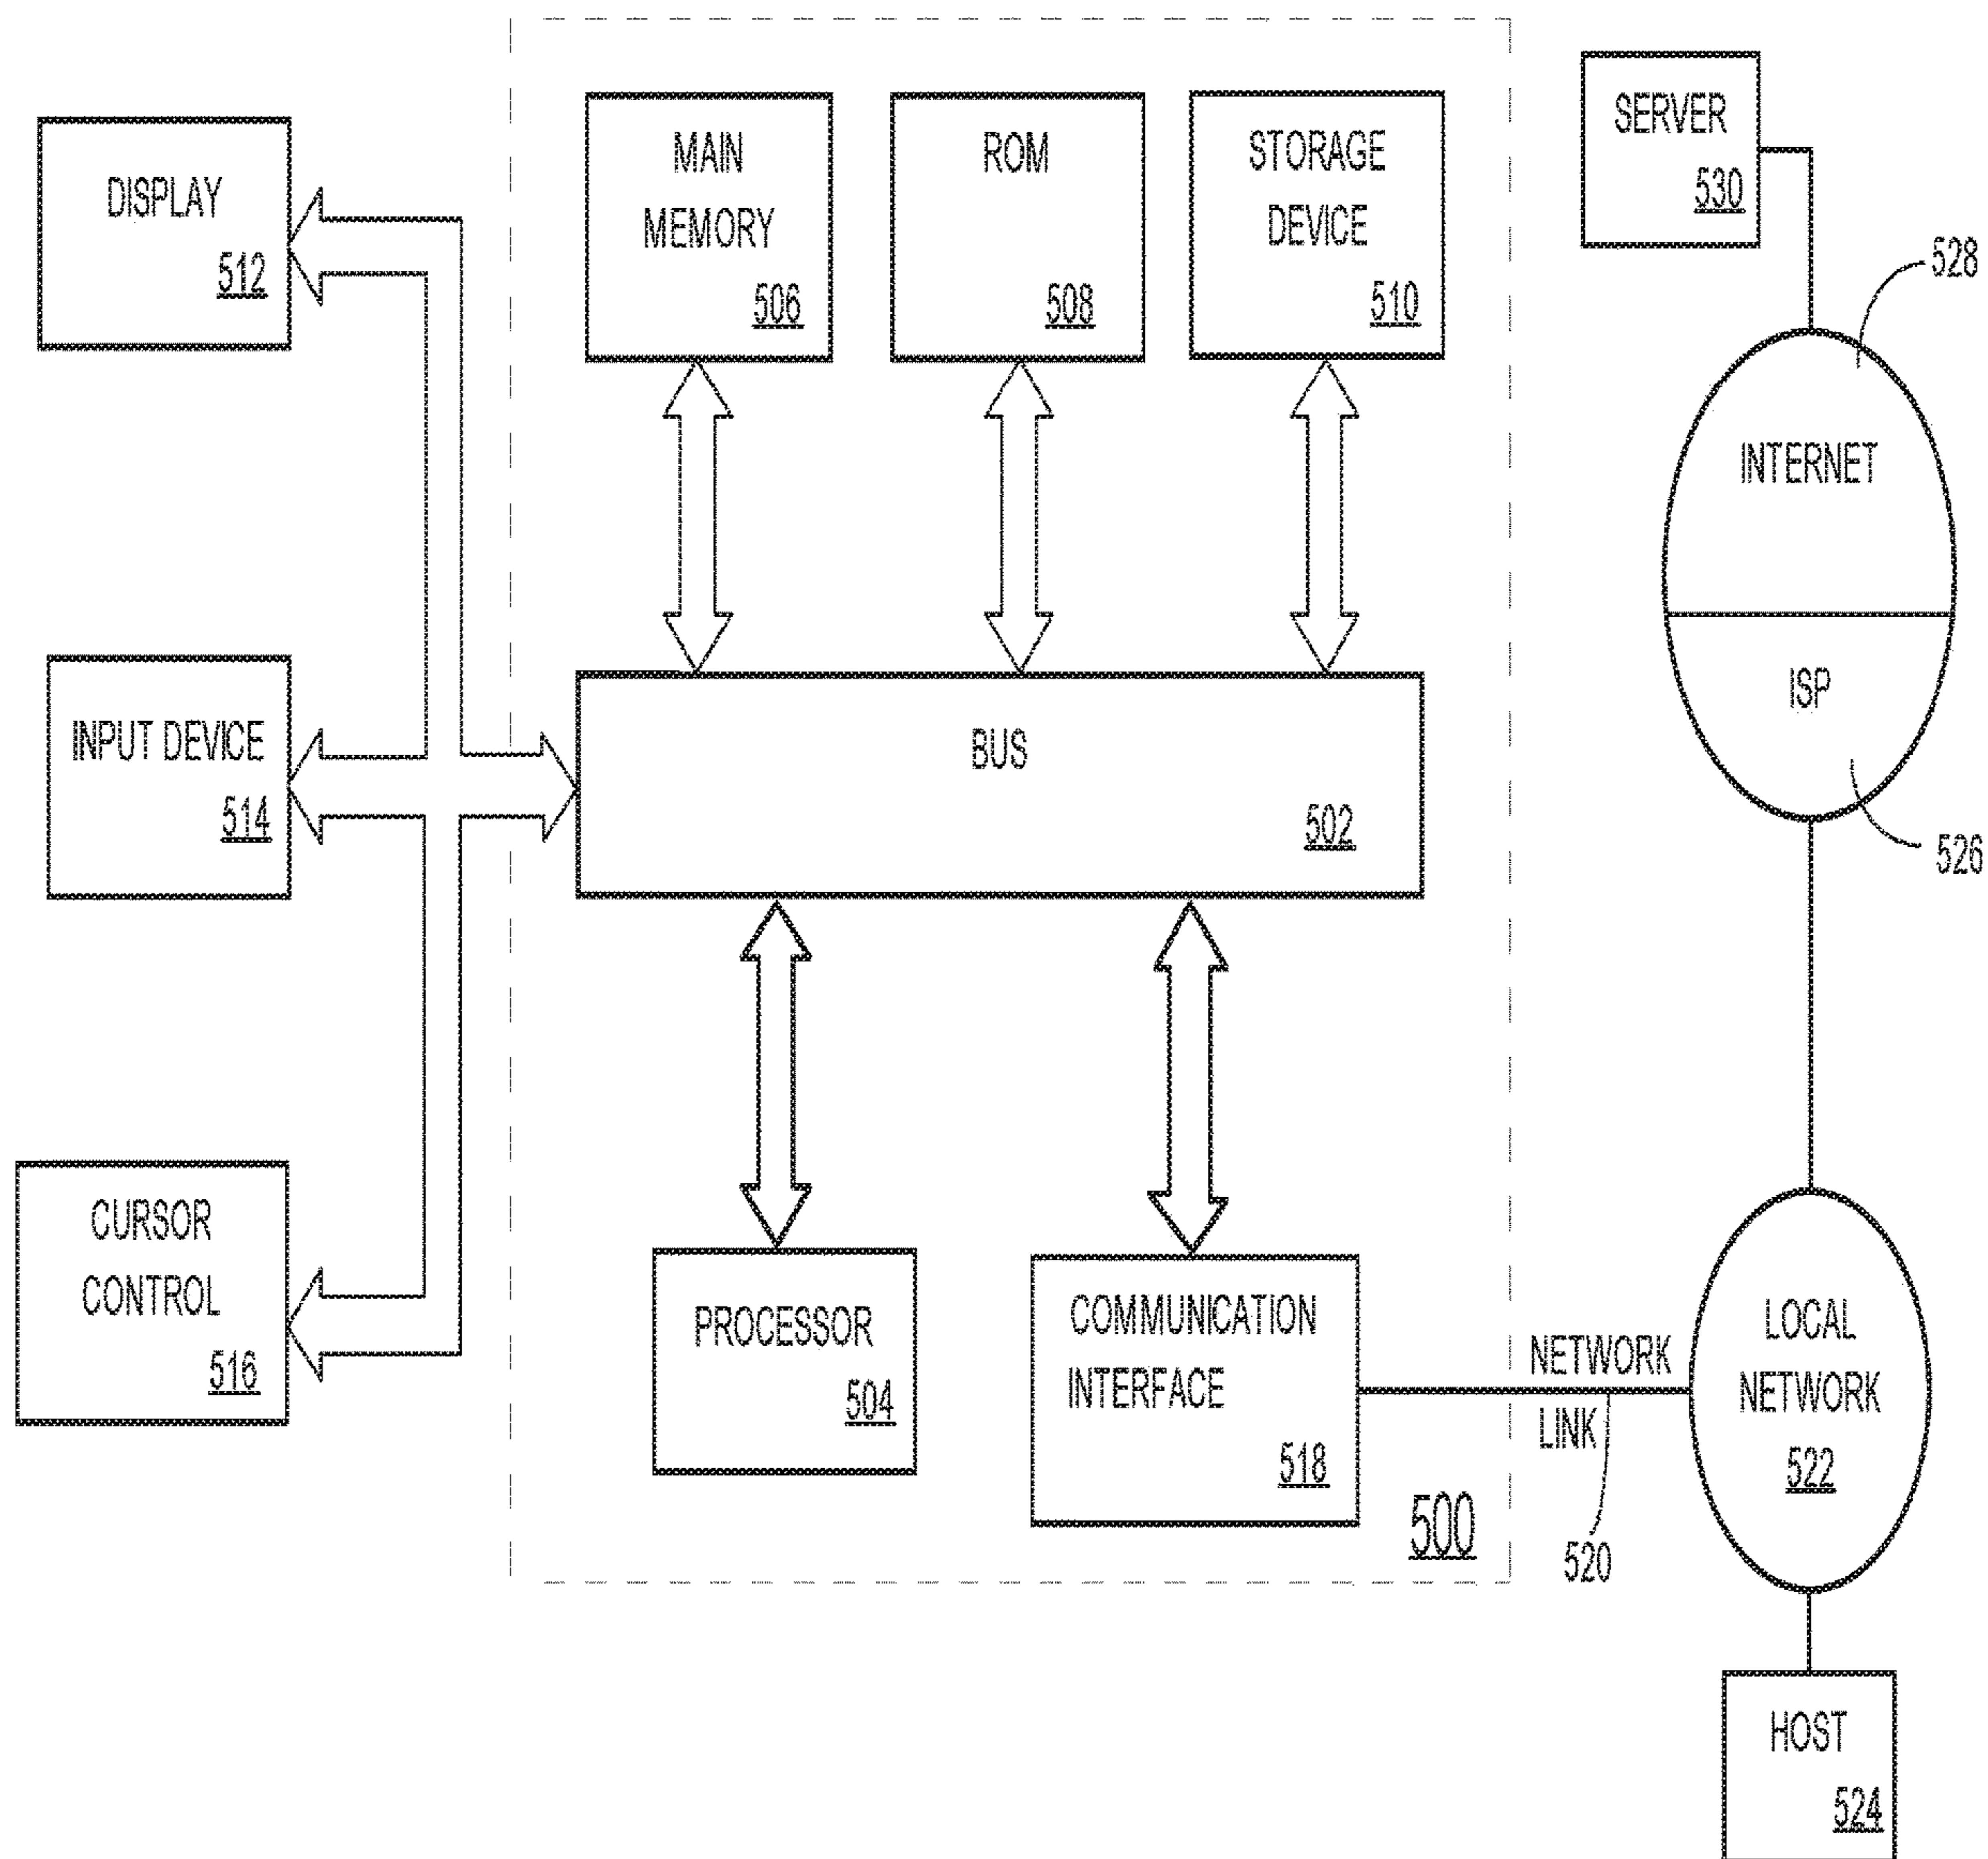 DISPLAY
512
INPUT DEVICE
514
CURSOR
CONTROL
516
MAIN
MEMORY
506
ROM
508
STORAGE
DEVICE
510
BUS
502
PROCESSOR
504
COMMUNICATION
INTERFACE
518
500
SERVER
530
528
INTERNET
ISP
526
NETWORK
LINK
520
LOCAL
NETWORK
522
HOST
524